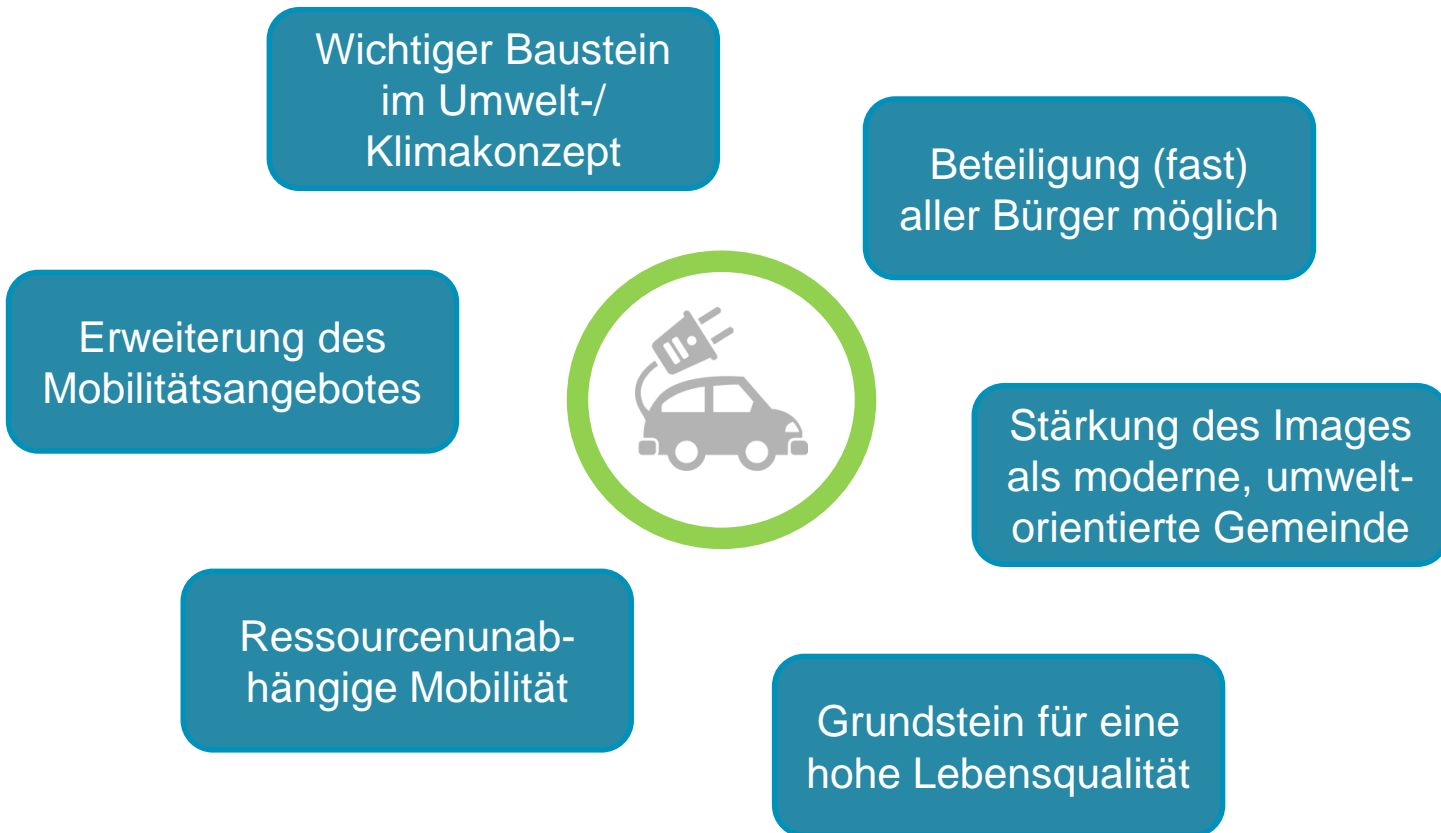 Wichtiger Baustein
im Umwelt-/
Klimakonzept
Beteiligung (fast)
aller Bürger möglich
Erweiterung des
Mobilitätsangebotes
Stärkung des Images
als moderne, umwelt-
orientierte Gemeinde
Ressourcenunab-
hängige Mobilität
Grundstein für eine
hohe Lebensqualität